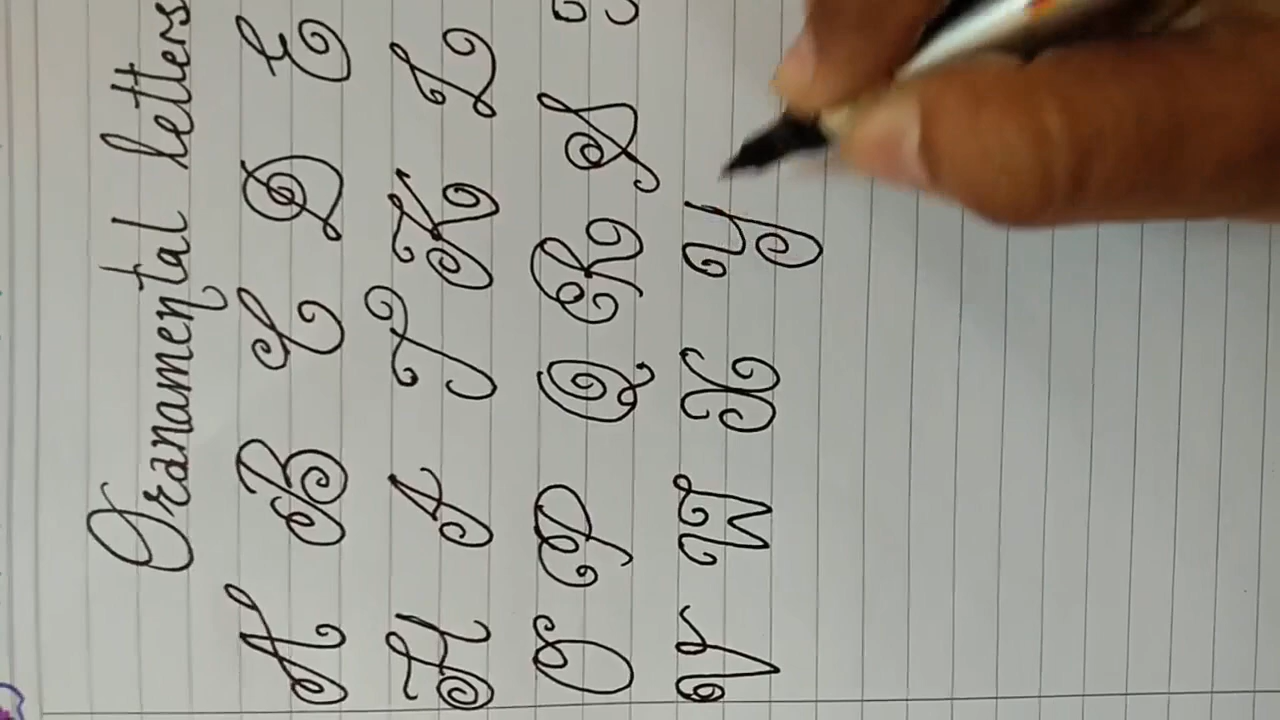 Oranamental letters
A B C D E
H I J K L
O P Q R S
V W X Y